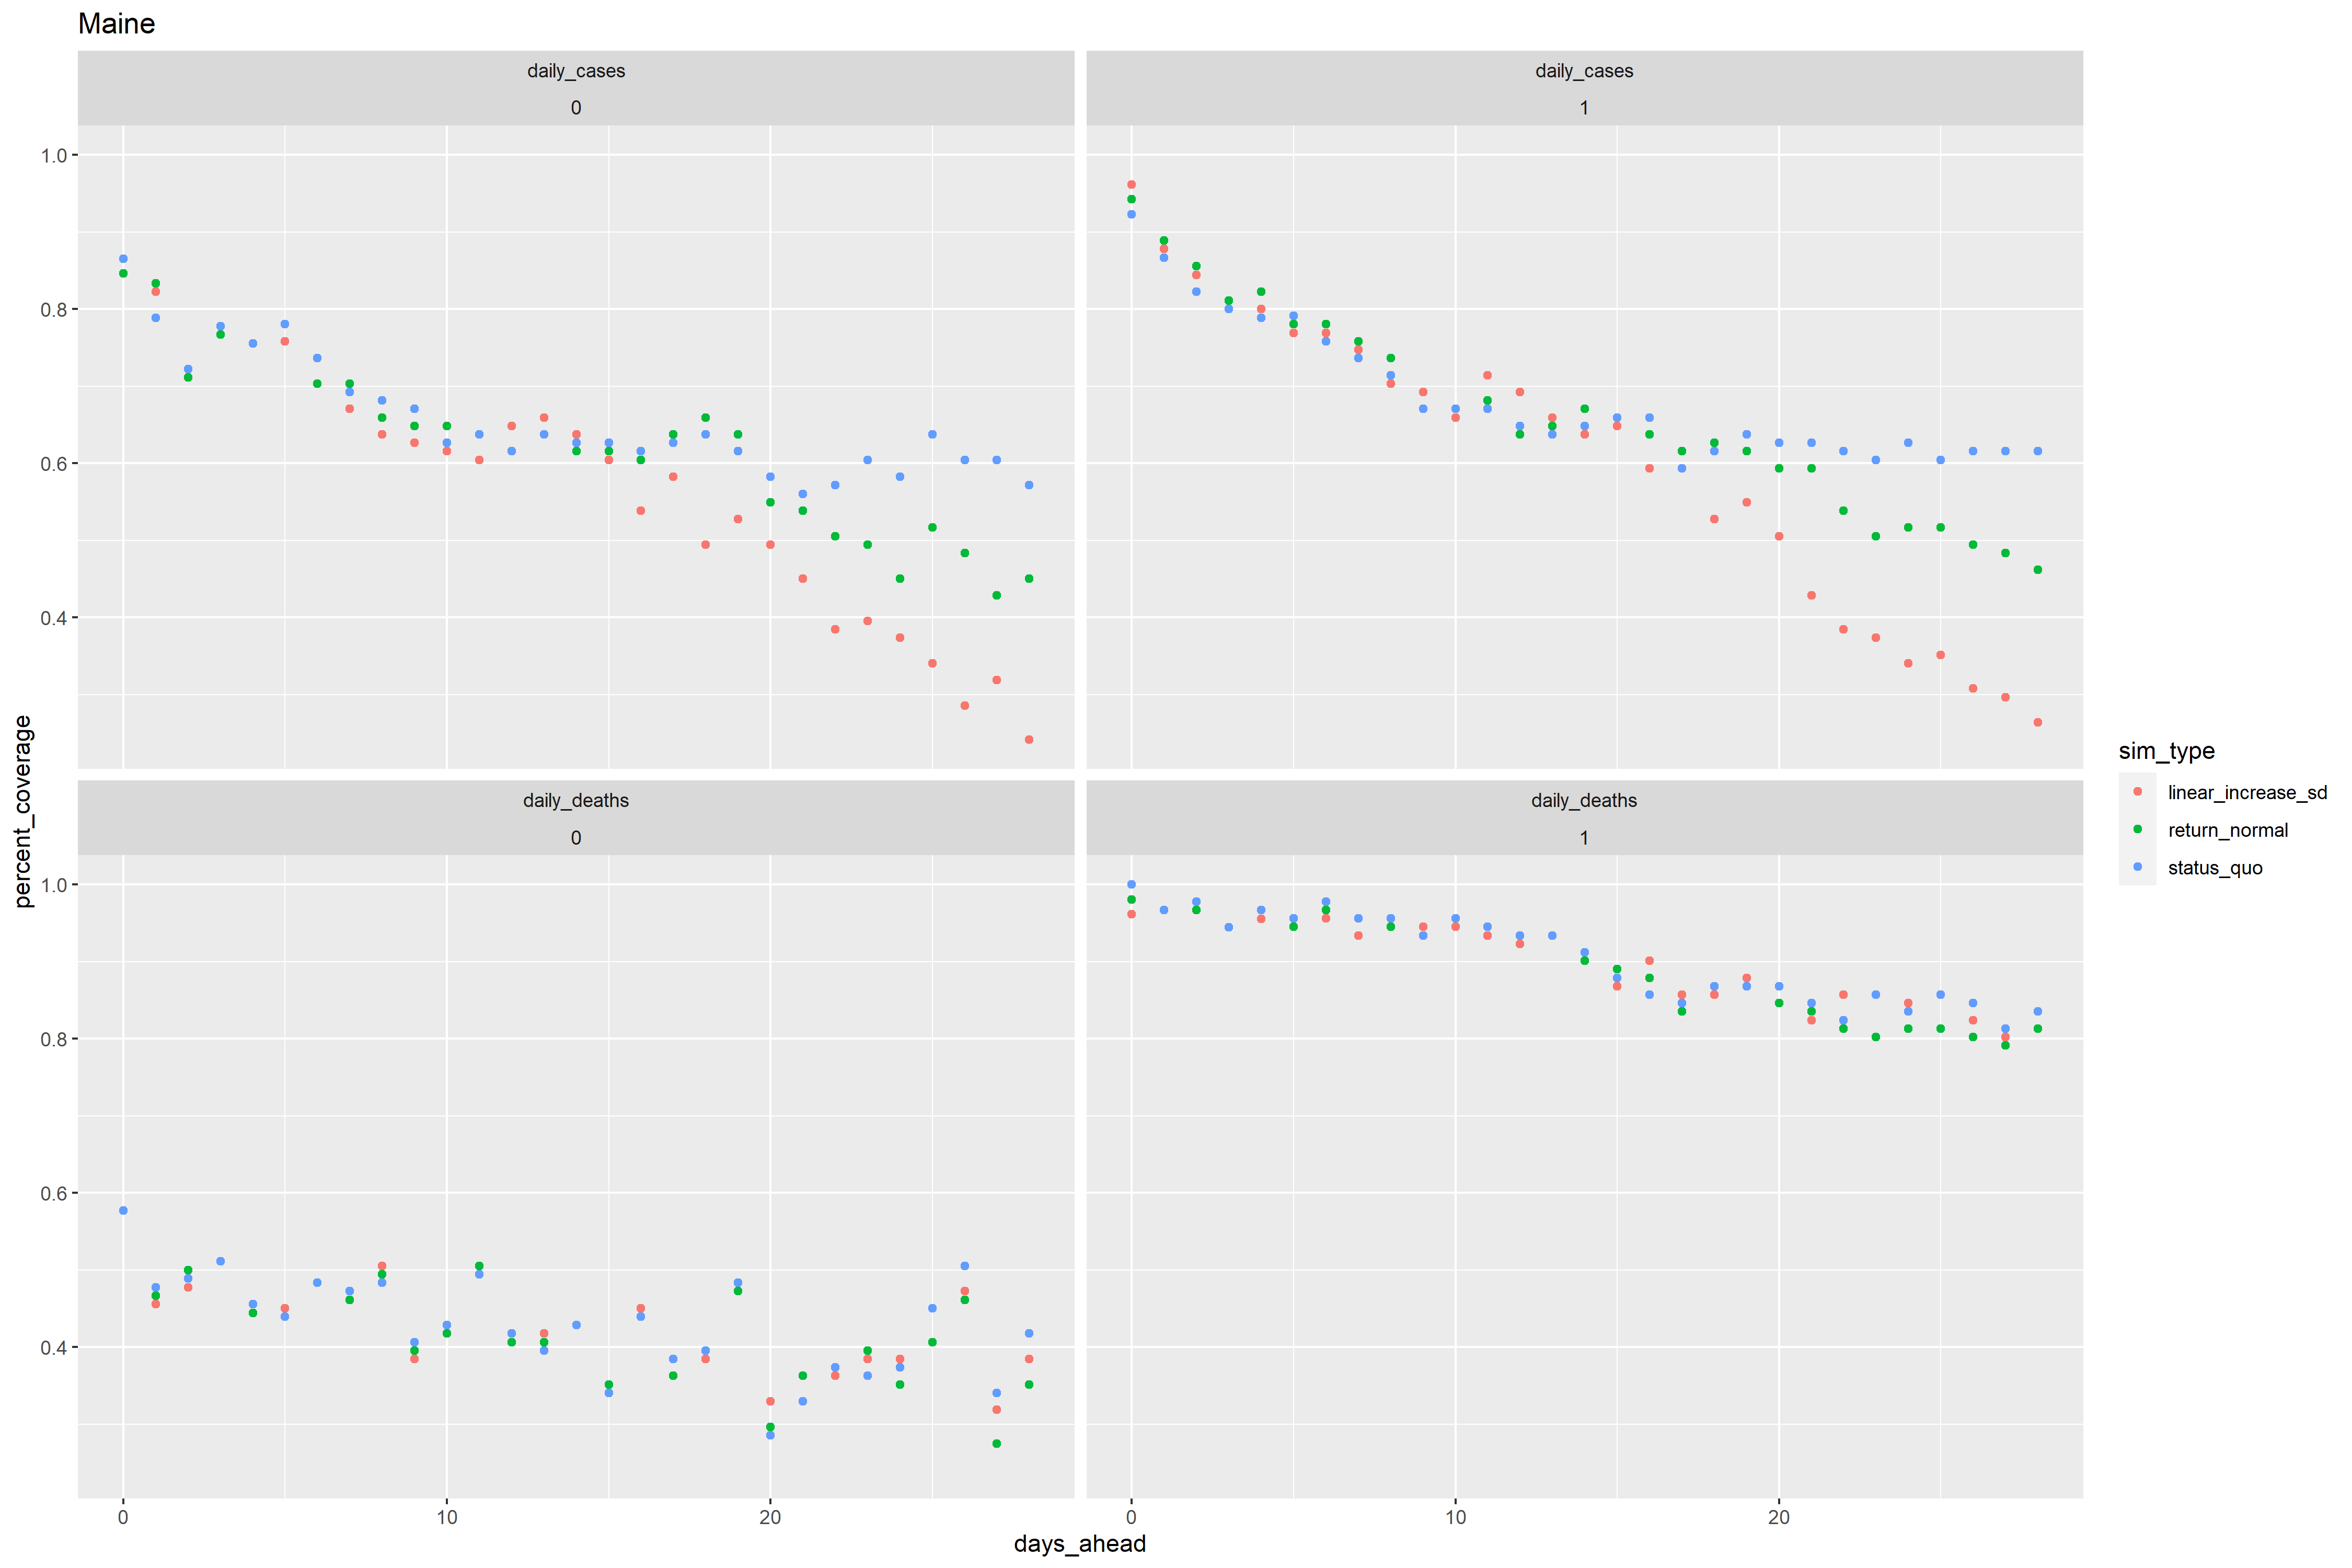 Maine
daily_cases
0
daily_cases
1
1.0
0.8
0.6
0.4
daily_deaths
0
daily_deaths
1
1.0
0.8
0.6
0.4
0
10
20
0
10
20
days_ahead
percent_coverage
sim_type
linear_increase_sd
return_normal
status_quo